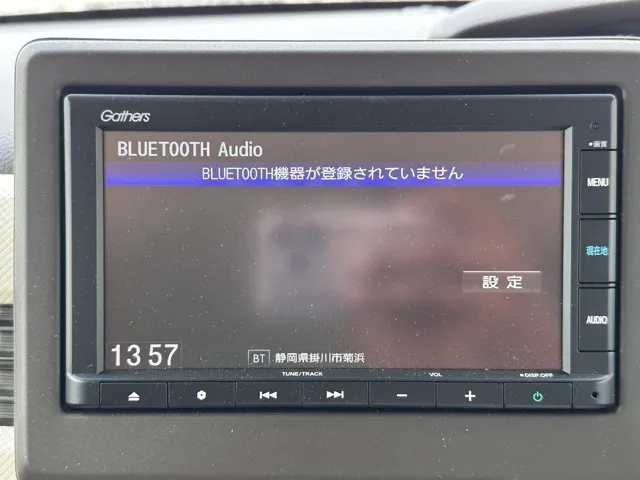 Gathers
BLUETOOTH Audio
BLUETOOTH機器が登録されていません
●画質
MENU
現在地
設定
AUDIO
13 57
BT 静岡県掛川市菊浜
TUNE/TRACK
VOL
●DISP.OFF